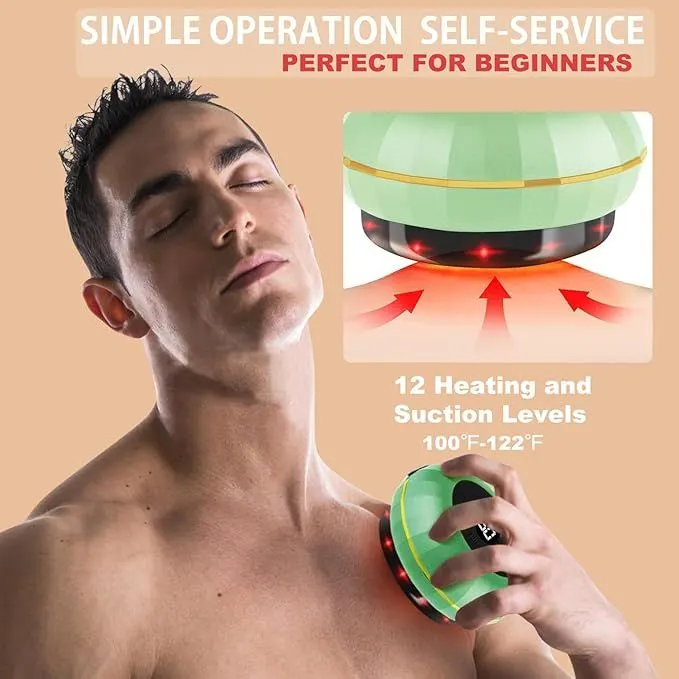 SIMPLE OPERATION SELF-SERVICE
PERFECT FOR BEGINNERS
12 Heating and
Suction Levels
100℉-122℉